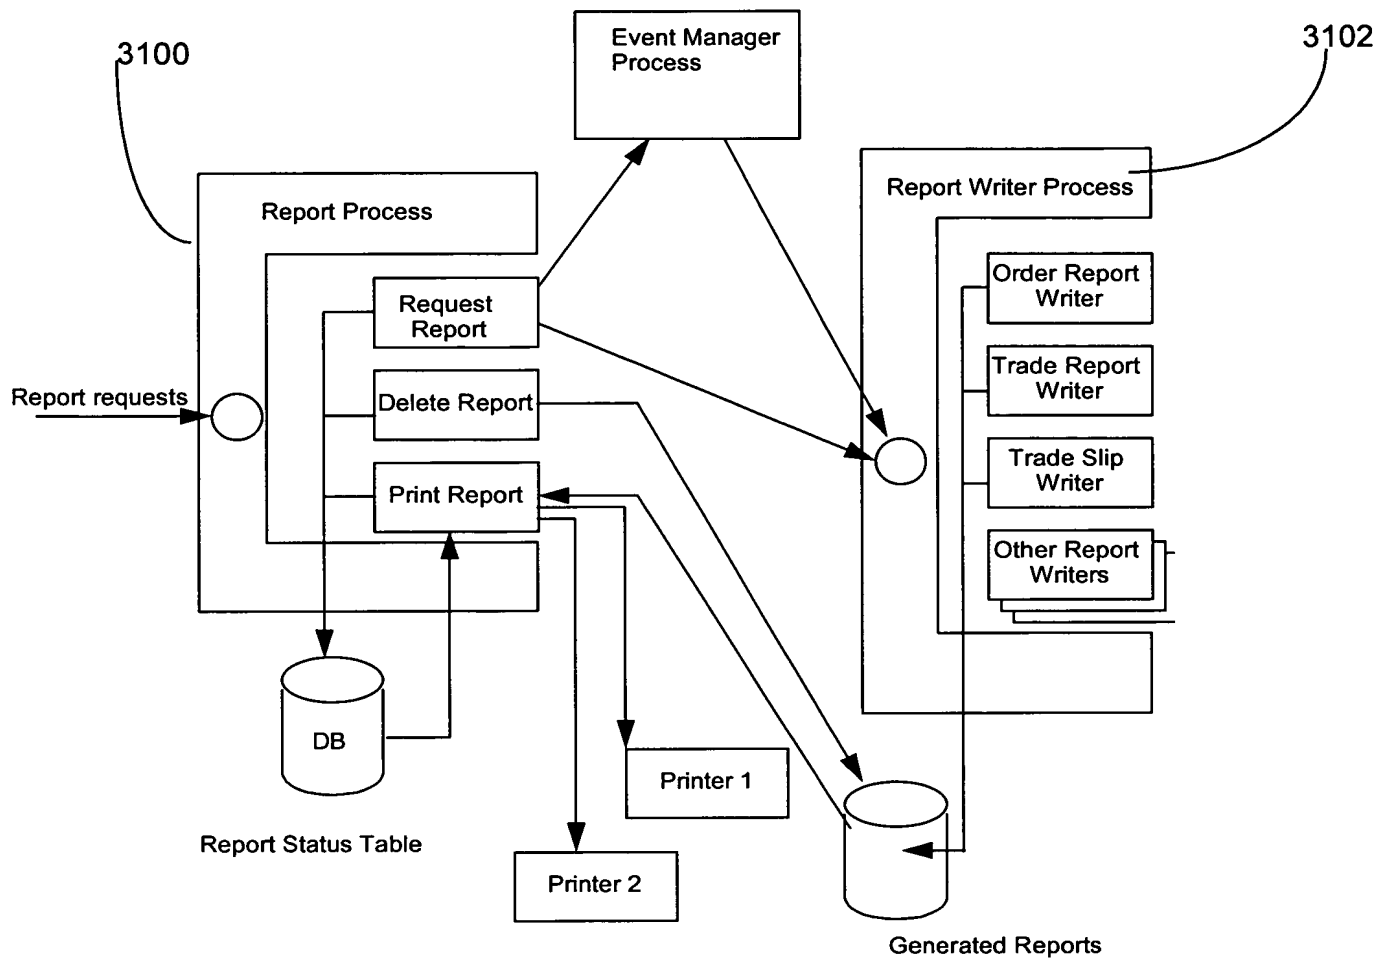 3100
Event Manager
Process
3102
Report Process
Report Writer Process
Request
Report
Order Report
Writer
Report requests
Delete Report
Trade Report
Writer
Print Report
Trade Slip
Writer
Other Report
Writers
DB
Printer 1
Report Status Table
Printer 2
Generated Reports